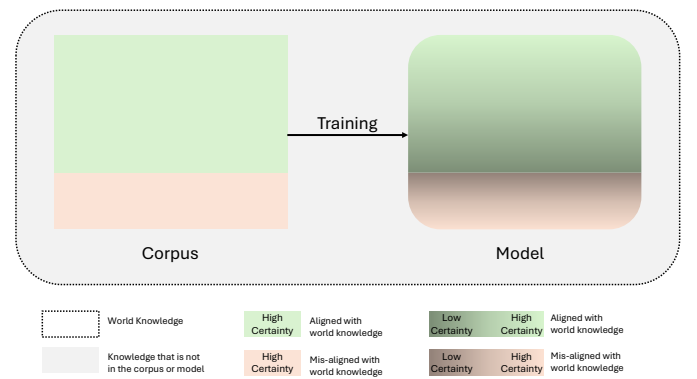 Training
Corpus
Model
World Knowledge
Knowledge that is not
in the corpus or model
High
Certainty
Aligned with
world knowledge
High
Certainty
Mis-aligned with
world knowledge
Low
Certainty
High
Certainty
Aligned with
world knowledge
Low
Certainty
High
Certainty
Mis-aligned with
world knowledge